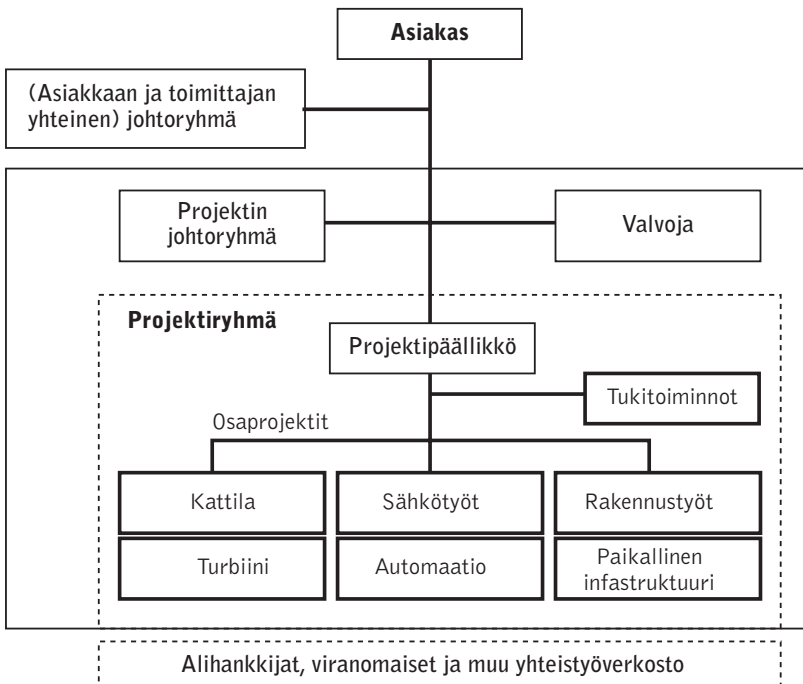 Asiakas
(Asiakkaan ja toimittajan
yhteinen) johtoryhmä
Projektin
johtoryhmä
Valvoja
Projektiryhmä
Projektipäällikkö
Tukitoiminnot
Osaprojektit
Kattila
Sähkötyöt
Rakennustyöt
Turbiini
Automaatio
Paikallinen
infastruktuuri
Alihankkijat, viranomaiset ja muu yhteistyöverkosto